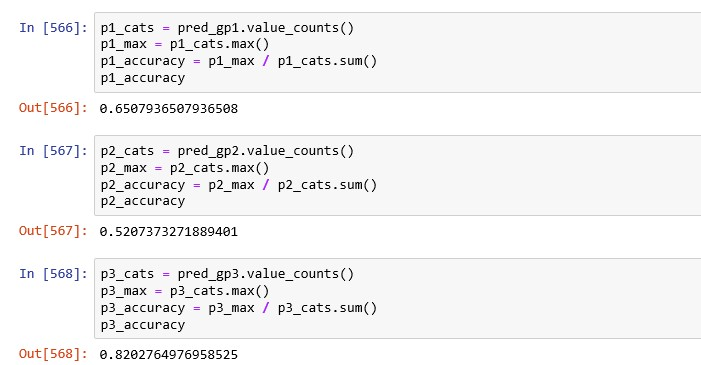 In [566]: p1_cats = pred_gp1.value_counts()
p1_max = p1_cats.max()
p1_accuracy = p1_max / p1_cats.sum()
p1_accuracy
Out[566]: 0.6507936507936508
In [567]: p2_cats = pred_gp2.value_counts()
p2_max = p2_cats.max()
p2_accuracy = p2_max / p2_cats.sum()
p2_accuracy
Out[567]: 0.5207373271889401
In [568]: p3_cats = pred_gp3.value_counts()
p3_max = p3_cats.max()
p3_accuracy = p3_max / p3_cats.sum()
p3_accuracy
Out[568]: 0.8202764976958525